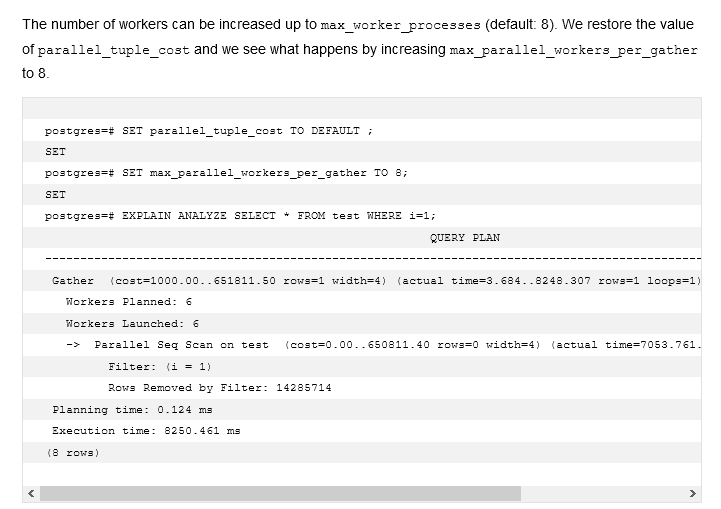 The number of workers can be increased up to max_worker_processes (default: 8). We restore the value
of parallel_tuple_cost and we see what happens by increasing max_parallel_workers_per_gather
to 8.
postgres=# SET parallel_tuple_cost TO DEFAULT ;
SET
postgres=# SET max_parallel_workers_per_gather TO 8;
SET
postgres=# EXPLAIN ANALYZE SELECT * FROM test WHERE i=1;
QUERY PLAN
--------------------------------------------------------------------------------------------
Gather  (cost=1000.00..651811.50 rows=1 width=4) (actual time=3.684..8248.307 rows=1 loops=1)
Workers Planned: 6
Workers Launched: 6
->  Parallel Seq Scan on test  (cost=0.00..650811.40 rows=0 width=4) (actual time=7053.761.
Filter: (i = 1)
Rows Removed by Filter: 14285714
Planning time: 0.124 ms
Execution time: 8250.461 ms
(8 rows)